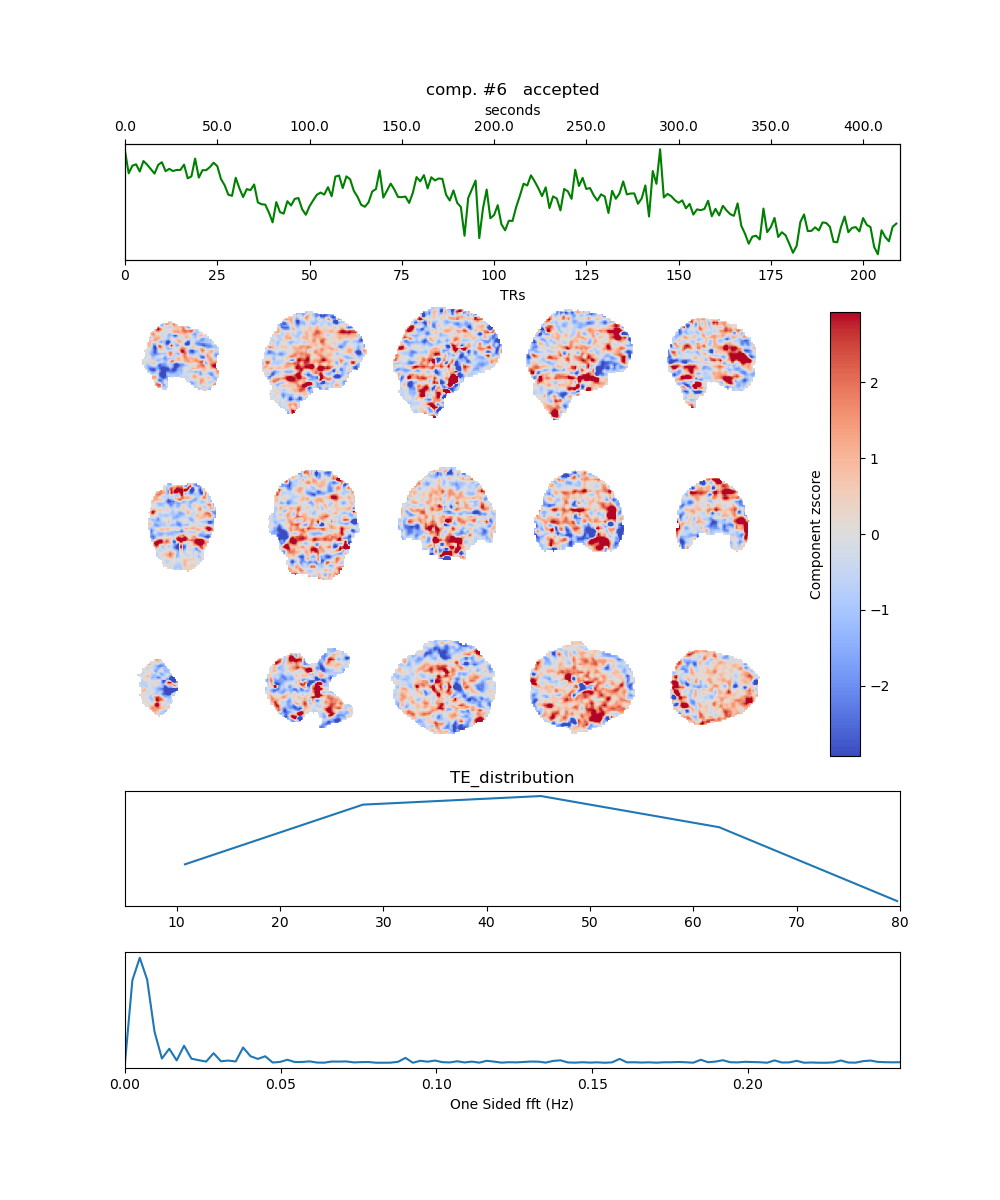 comp. #6   accepted
seconds
0.0 50.0 100.0 150.0 200.0 250.0 300.0 350.0 400.0
0 25 50 75 100 125 150 175 200
TRs
2
1
0
−1
−2
Component zscore
TE_distribution
10 20 30 40 50 60 70 80
0.00 0.05 0.10 0.15 0.20
One Sided fft (Hz)